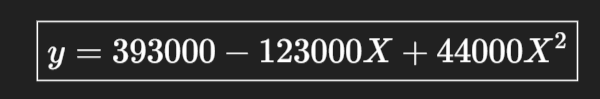 y = 393000 − 123000X + 44000X²